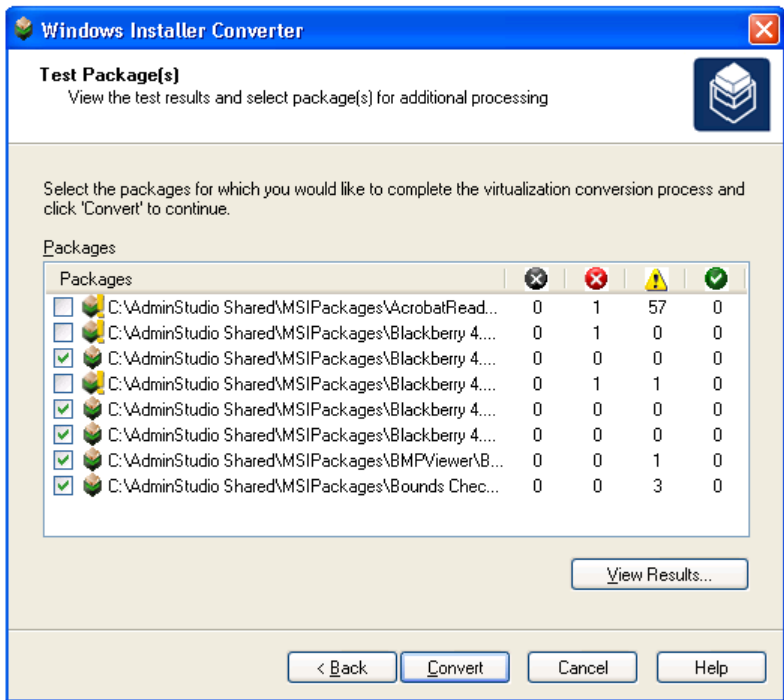 Windows Installer Converter
Test Package(s)
View the test results and select package(s) for additional processing
Select the packages for which you would like to complete the virtualization conversion process and
click 'Convert' to continue.
Packages
Packages
C:\AdminStudio Shared\MSIPackages\AcrobatRead... 0 1 57 0
C:\AdminStudio Shared\MSIPackages\Blackberry 4.... 0 1 0 0
C:\AdminStudio Shared\MSIPackages\Blackberry 4.... 0 0 0 0
C:\AdminStudio Shared\MSIPackages\Blackberry 4.... 0 1 1 0
C:\AdminStudio Shared\MSIPackages\Blackberry 4.... 0 0 0 0
C:\AdminStudio Shared\MSIPackages\Blackberry 4.... 0 0 0 0
C:\AdminStudio Shared\MSIPackages\BMPViewer\B... 0 0 1 0
C:\AdminStudio Shared\MSIPackages\Bounds Chec... 0 0 3 0
View Results...
< Back Convert Cancel Help